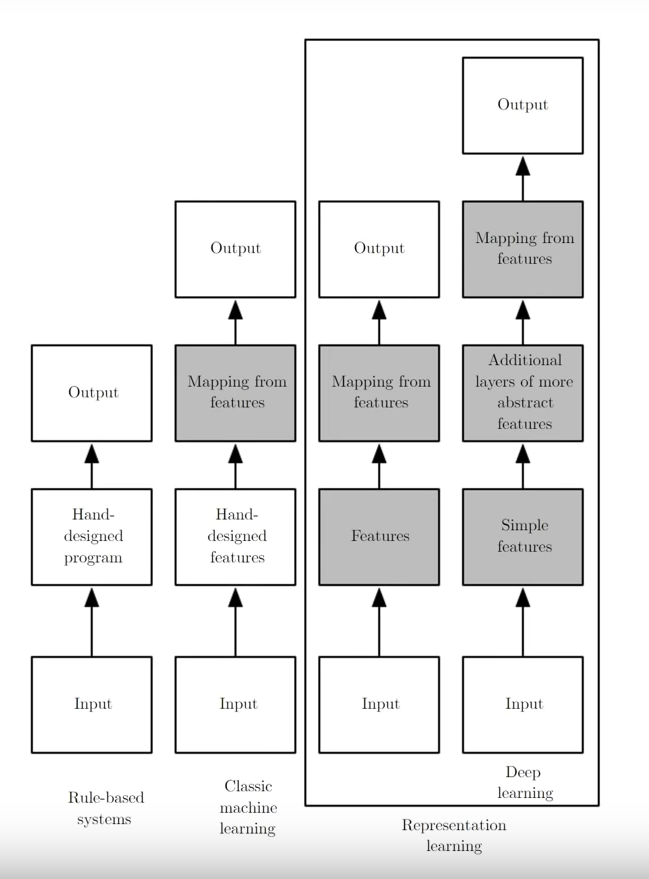 Output
Output
Output
Mapping from
features
Output
Mapping from
features
Mapping from
features
Additional
layers of more
abstract
features
Hand-
designed
program
Hand-
designed
features
Features
Simple
features
Input
Input
Input
Input
Rule-based
systems
Classic
machine
learning
Deep
learning
Representation
learning